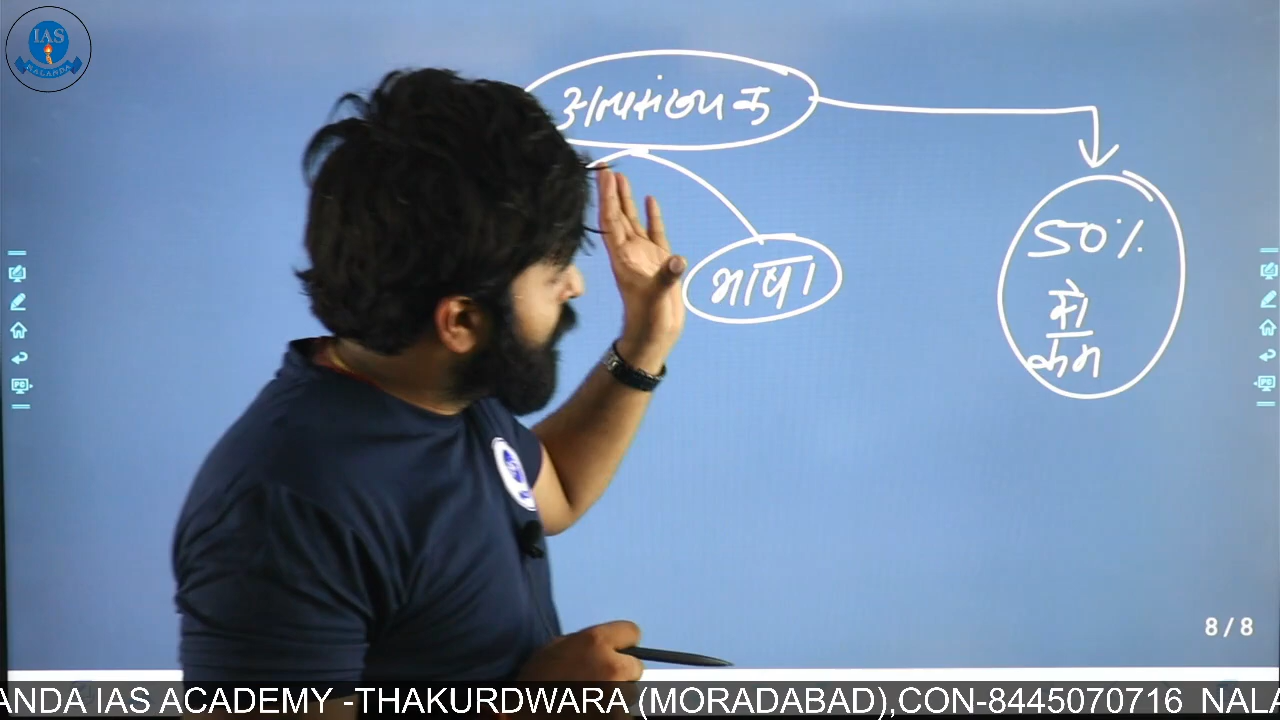 IAS
NALANDA
अल्पसंख्यक
भाषा
50%
से
कम
8 / 8
ANDA IAS ACADEMY -THAKURDWARA (MORADABAD),CON-8445070716 NALA